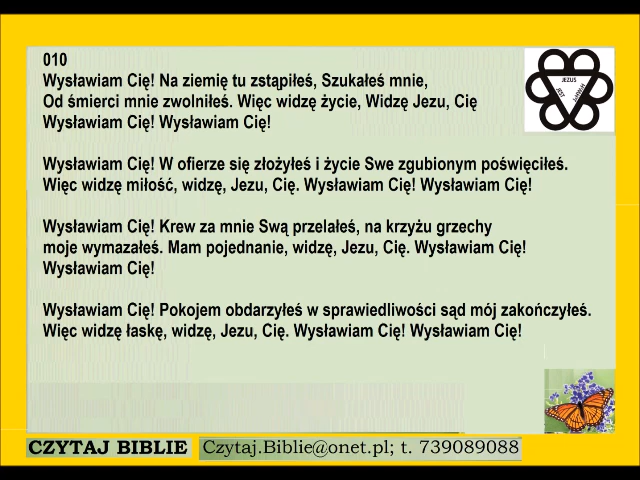 010
Wysławiam Cię! Na ziemię tu zstąpiłeś, Szukałeś mnie,
Od śmierci mnie zwolniłeś. Więc widzę życie, Widzę Jezu, Cię
Wysławiam Cię! Wysławiam Cię!
Wysławiam Cię! W ofierze się złożyłeś i życie Swe zgubionym poświęciłeś.
Więc widzę miłość, widzę, Jezu, Cię. Wysławiam Cię! Wysławiam Cię!
Wysławiam Cię! Krew za mnie Swą przelałeś, na krzyżu grzechy
moje wymazałeś. Mam pojednanie, widzę, Jezu, Cię. Wysławiam Cię!
Wysławiam Cię!
Wysławiam Cię! Pokojem obdarzyłeś w sprawiedliwości sąd mój zakończyłeś.
Więc widzę łaskę, widzę, Jezu, Cię. Wysławiam Cię! Wysławiam Cię!
JEZUS
JEST
CZYTAJ BIBLIE
Czytaj.Biblie@onet.pl; t. 739089088